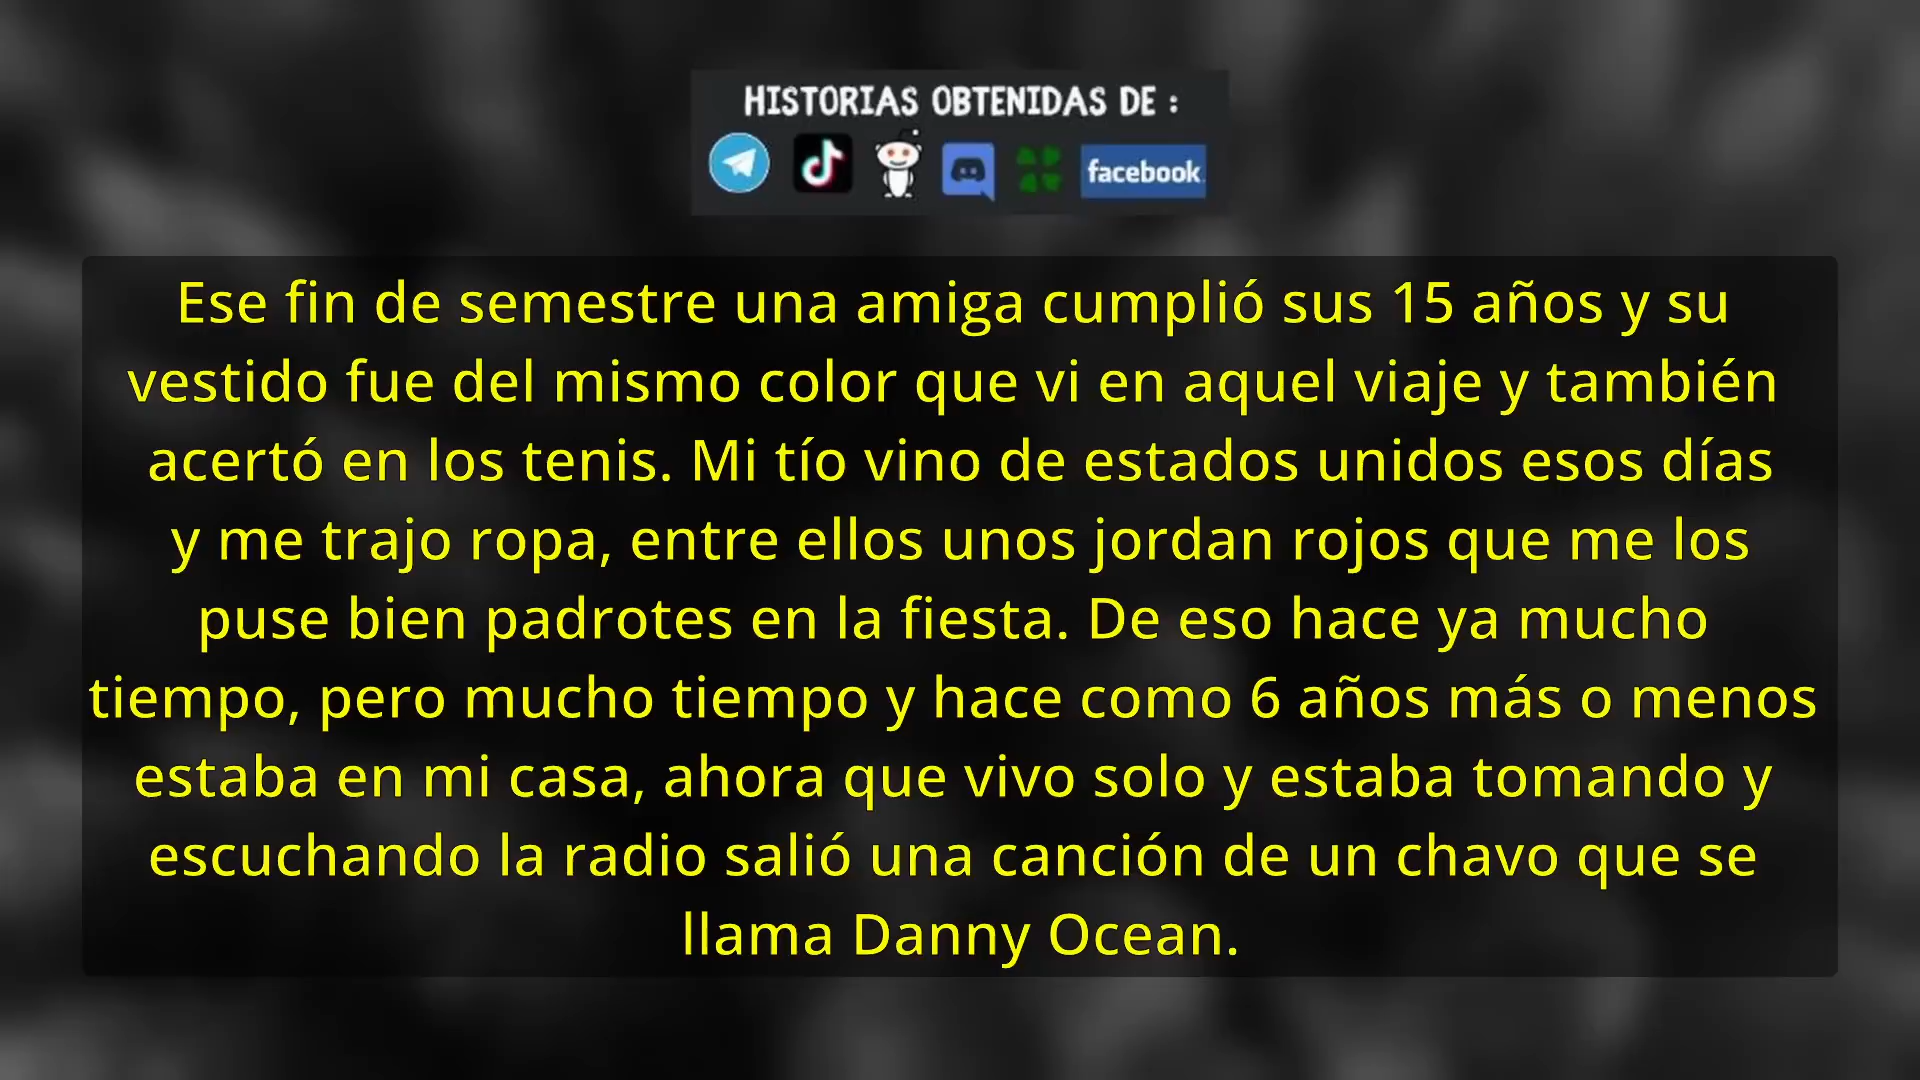 HISTORIAS OBTENIDAS DE :
facebook
Ese fin de semestre una amiga cumplió sus 15 años y su
vestido fue del mismo color que vi en aquel viaje y también
acertó en los tenis. Mi tío vino de estados unidos esos días
y me trajo ropa, entre ellos unos jordan rojos que me los
puse bien padrotes en la fiesta. De eso hace ya mucho
tiempo, pero mucho tiempo y hace como 6 años más o menos
estaba en mi casa, ahora que vivo solo y estaba tomando y
escuchando la radio salió una canción de un chavo que se
llama Danny Ocean.